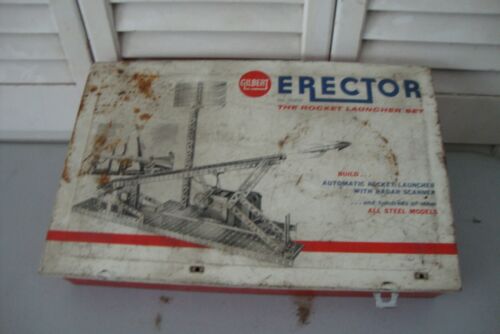 GILBERT
ERECTOR
THE ROCKET LAUNCHER SET
BUILD...
AUTOMATIC ROCKET LAUNCHER
WITH RADAR SCANNER
...and hundreds of other
ALL STEEL MODELS